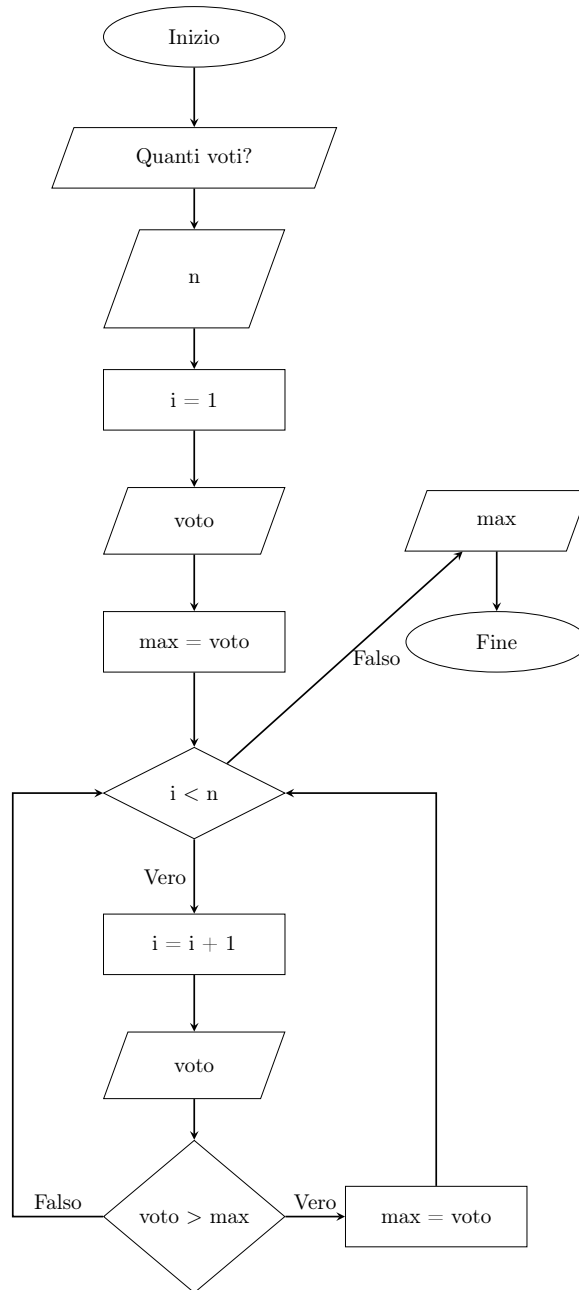 Inizio
Quanti voti?
n
i = 1
voto
max = voto
i < n
Falso
max
Fine
Vero
i = i + 1
voto
voto > max
Falso
Vero
max = voto